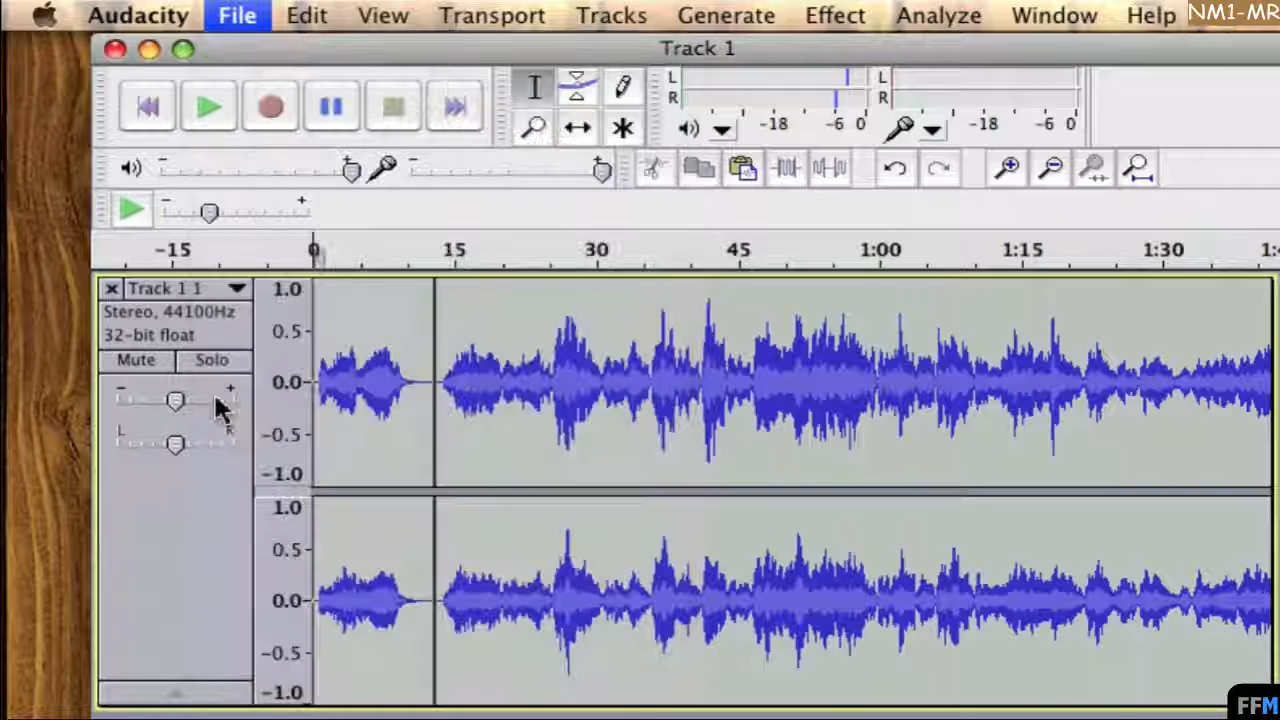 Audacity File Edit View Transport Tracks Generate Effect Analyze Window Help NM1-MR
Track 1
L L
R R
-18 -6 0 -18 -6 0
- + - +
- +
-15 0 15 30 45 1:00 1:15 1:30
× Track 1 1
Stereo, 44100Hz
32-bit float
Mute Solo
- +
L R
1.0
0.5-
0.0-
-0.5-
-1.0
1.0
0.5-
0.0-
-0.5-
-1.0
FFM